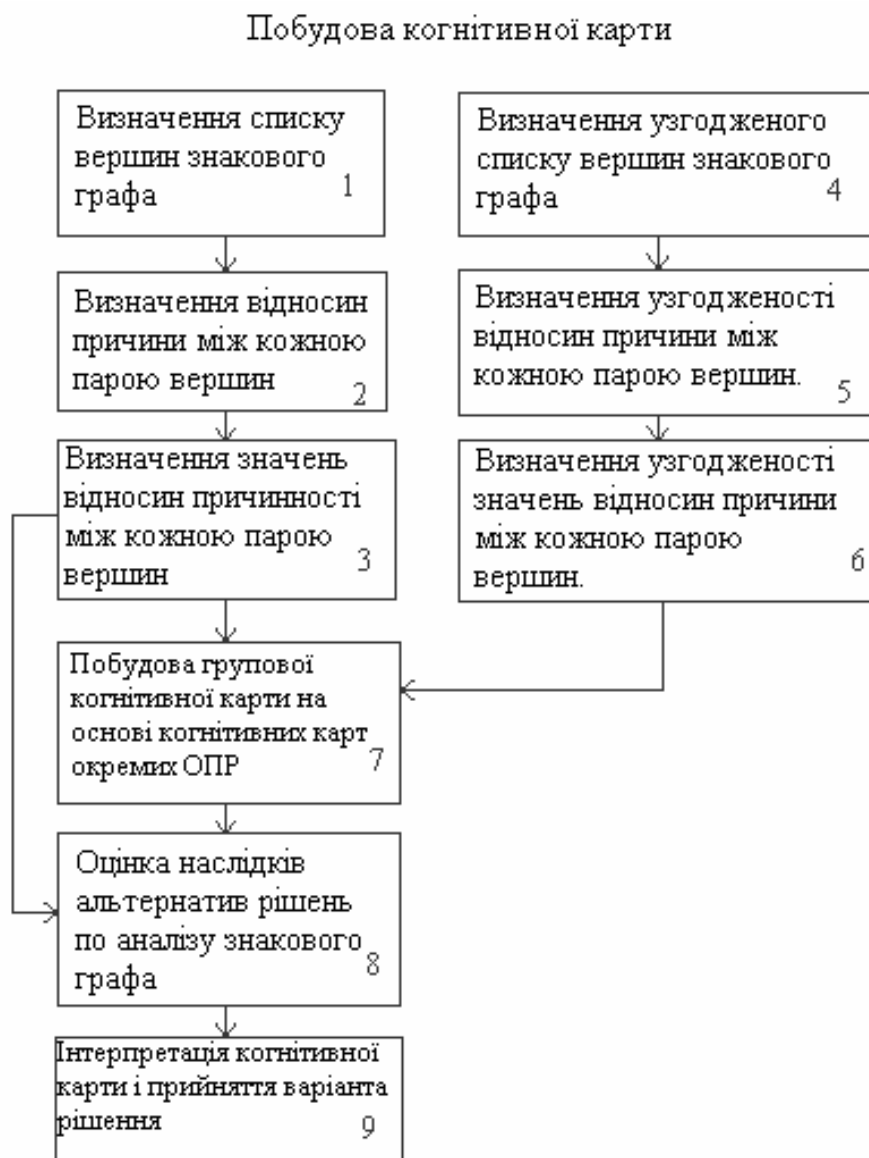 Побудова когнітивної карти
Визначення списку
вершин знакового
графа
1
Визначення відносин
причини між кожною
парою вершин
2
Визначення значень
відносин причинності
між кожною парою
вершин
3
Визначення узгодженого
списку вершин знакового
графа
4
Визначення узгодженості
відносин причини між
кожною парою вершин.
5
Визначення узгодженості
значень відносин причини
між кожною парою
вершин.
6
Побудова групової
когнітивної карти на
основі когнітивних карт
окремих ОПР
7
Оцінка наслідків
альтернатив рішень
по аналізу знакового
графа
8
Інтерпретація когнітивної
карти і прийняття варіанта
рішення
9